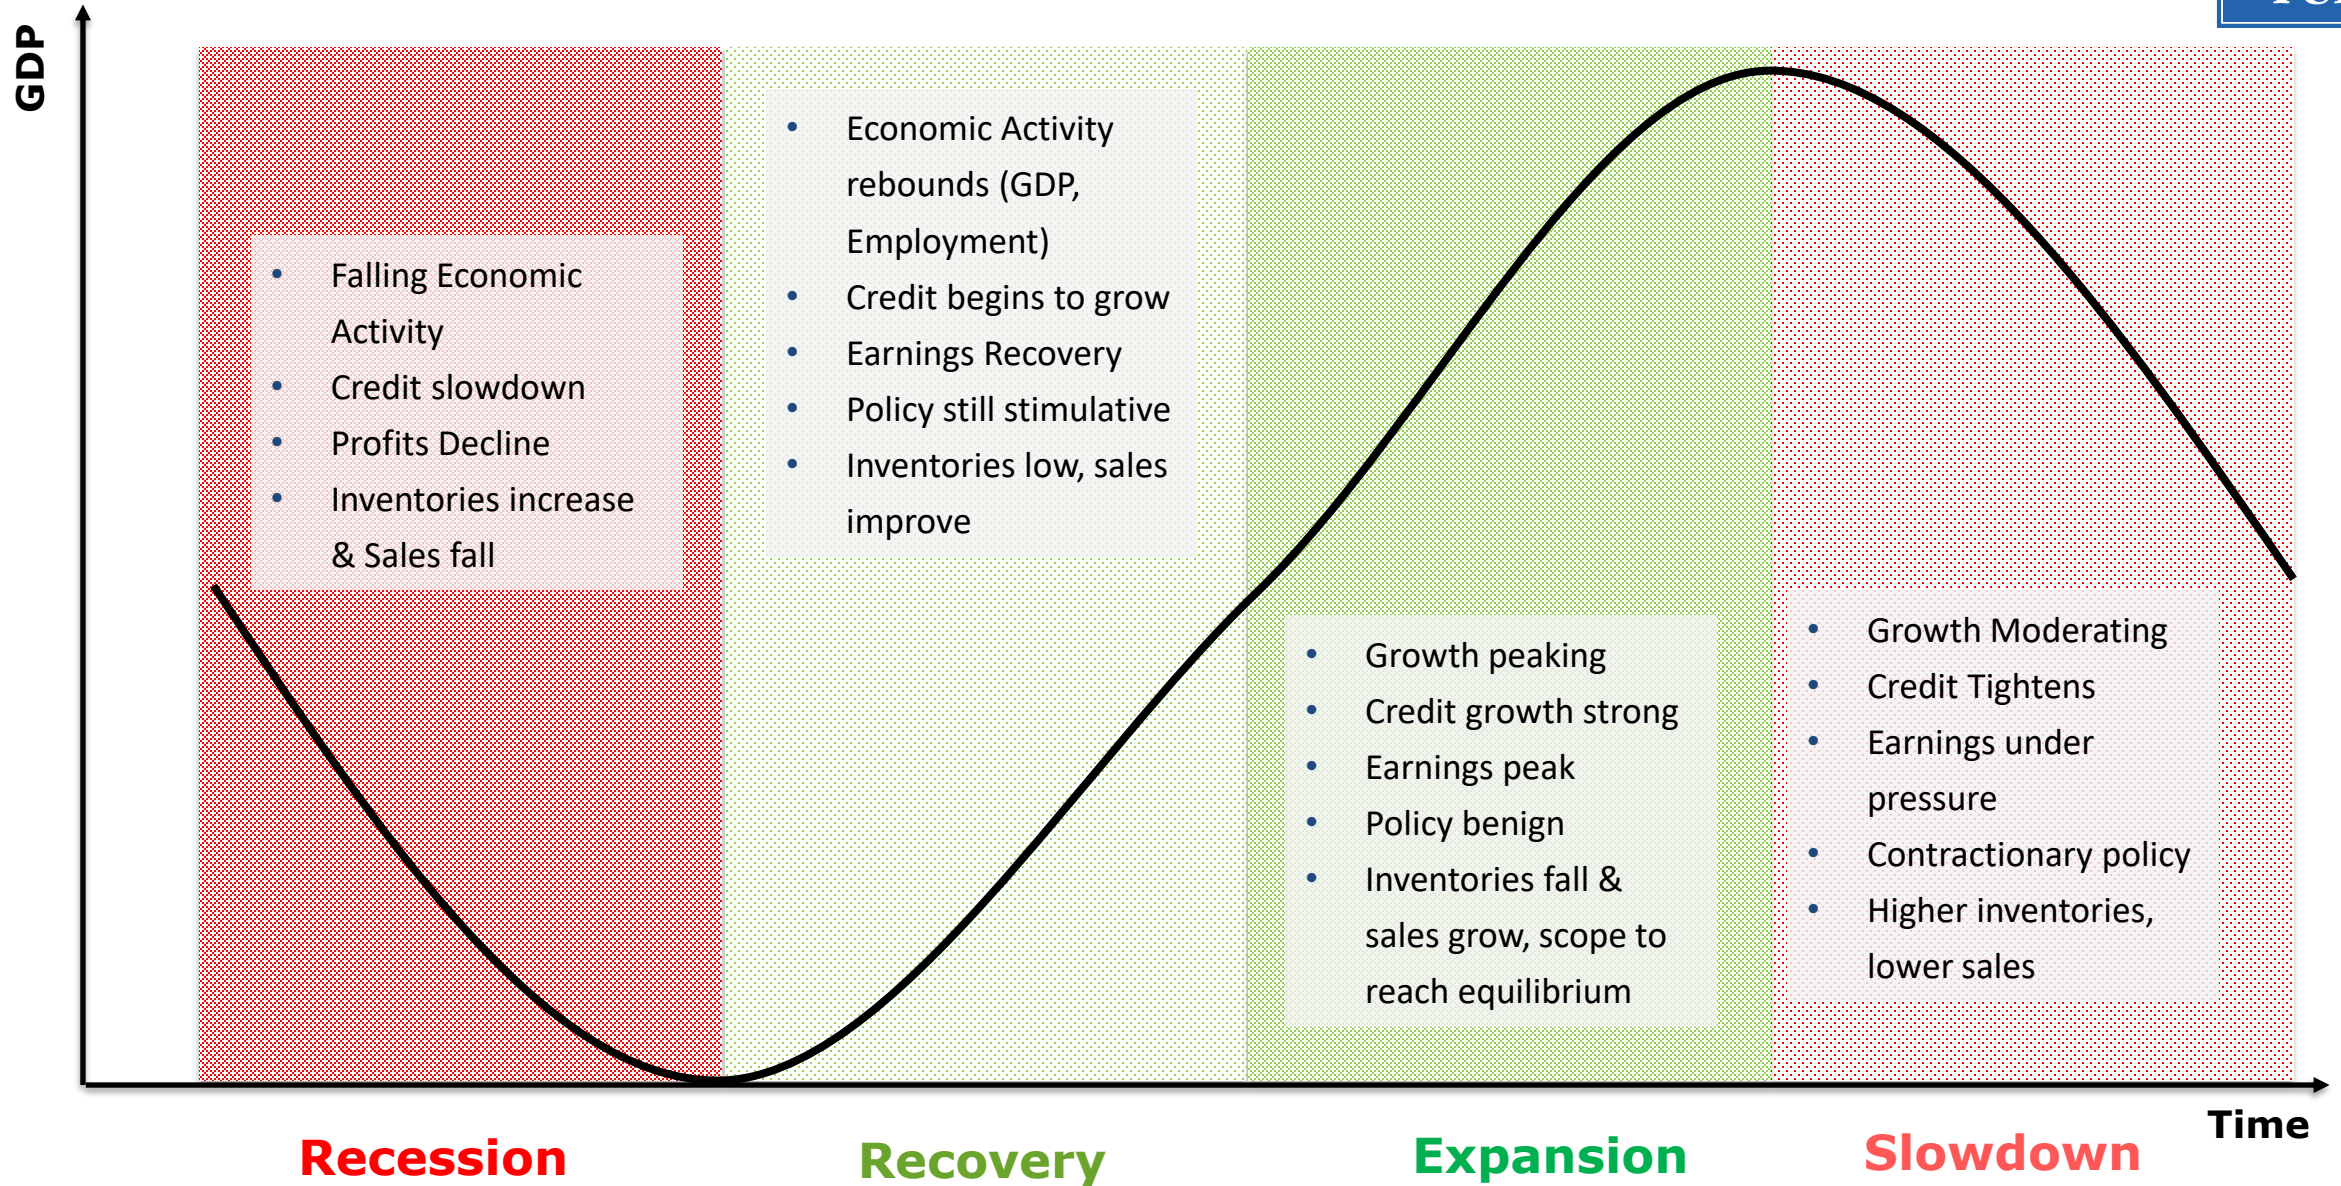 GDP
• Falling Economic
Activity
• Credit slowdown
• Profits Decline
• Inventories increase
& Sales fall
• Economic Activity
rebounds (GDP,
Employment)
• Credit begins to grow
• Earnings Recovery
• Policy still stimulative
• Inventories low, sales
improve
• Growth peaking
• Credit growth strong
• Earnings peak
• Policy benign
• Inventories fall &
sales grow, scope to
reach equilibrium
• Growth Moderating
• Credit Tightens
• Earnings under
pressure
• Contractionary policy
• Higher inventories,
lower sales
Time
Recession
Recovery
Expansion
Slowdown